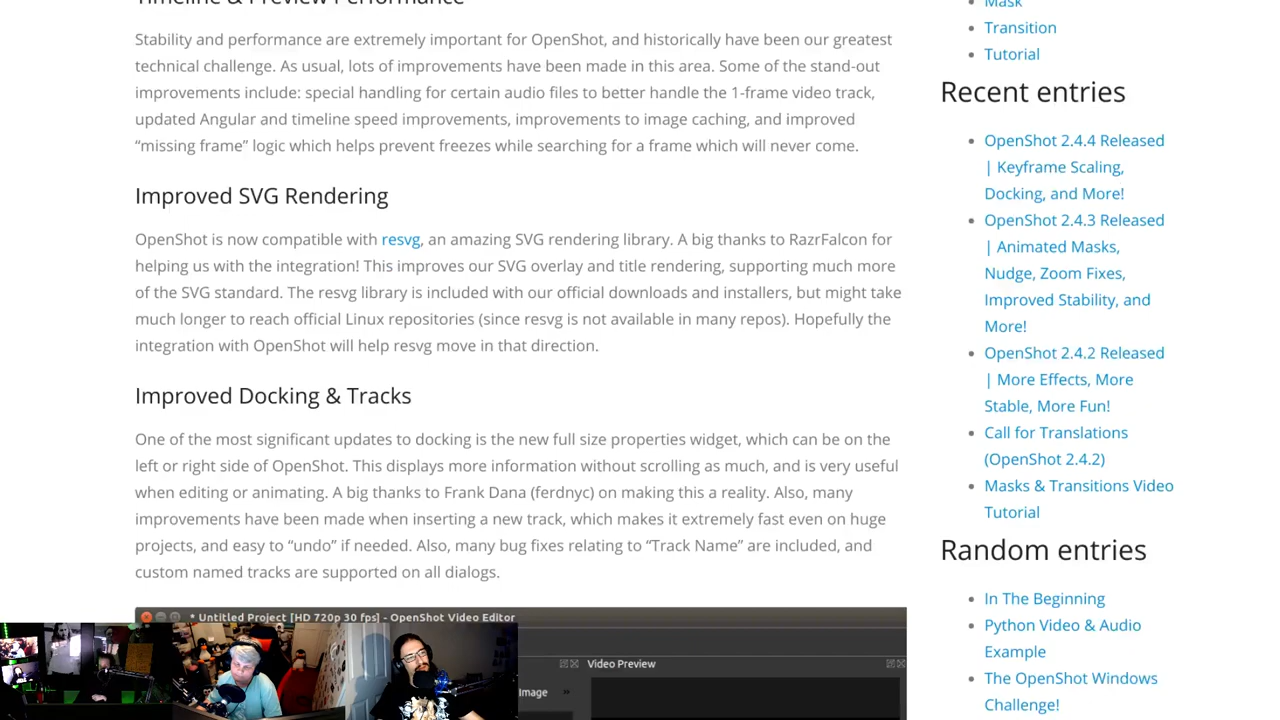 Timeline & Preview Performance
Stability and performance are extremely important for OpenShot, and historically have been our greatest
technical challenge. As usual, lots of improvements have been made in this area. Some of the stand-out
improvements include: special handling for certain audio files to better handle the 1-frame video track,
updated Angular and timeline speed improvements, improvements to image caching, and improved
“missing frame” logic which helps prevent freezes while searching for a frame which will never come.
Improved SVG Rendering
OpenShot is now compatible with resvg, an amazing SVG rendering library. A big thanks to RazrFalcon for
helping us with the integration! This improves our SVG overlay and title rendering, supporting much more
of the SVG standard. The resvg library is included with our official downloads and installers, but might take
much longer to reach official Linux repositories (since resvg is not available in many repos). Hopefully the
integration with OpenShot will help resvg move in that direction.
Improved Docking & Tracks
One of the most significant updates to docking is the new full size properties widget, which can be on the
left or right side of OpenShot. This displays more information without scrolling as much, and is very useful
when editing or animating. A big thanks to Frank Dana (ferdnyc) on making this a reality. Also, many
improvements have been made when inserting a new track, which makes it extremely fast even on huge
projects, and easy to “undo” if needed. Also, many bug fixes relating to “Track Name” are included, and
custom named tracks are supported on all dialogs.
* Untitled Project [HD 720p 30 fps] - OpenShot Video Editor
Video Preview
Image »
Mask
Transition
Tutorial
Recent entries
OpenShot 2.4.4 Released
| Keyframe Scaling,
Docking, and More!
OpenShot 2.4.3 Released
| Animated Masks,
Nudge, Zoom Fixes,
Improved Stability, and
More!
OpenShot 2.4.2 Released
| More Effects, More
Stable, More Fun!
Call for Translations
(OpenShot 2.4.2)
Masks & Transitions Video
Tutorial
Random entries
In The Beginning
Python Video & Audio
Example
The OpenShot Windows
Challenge!